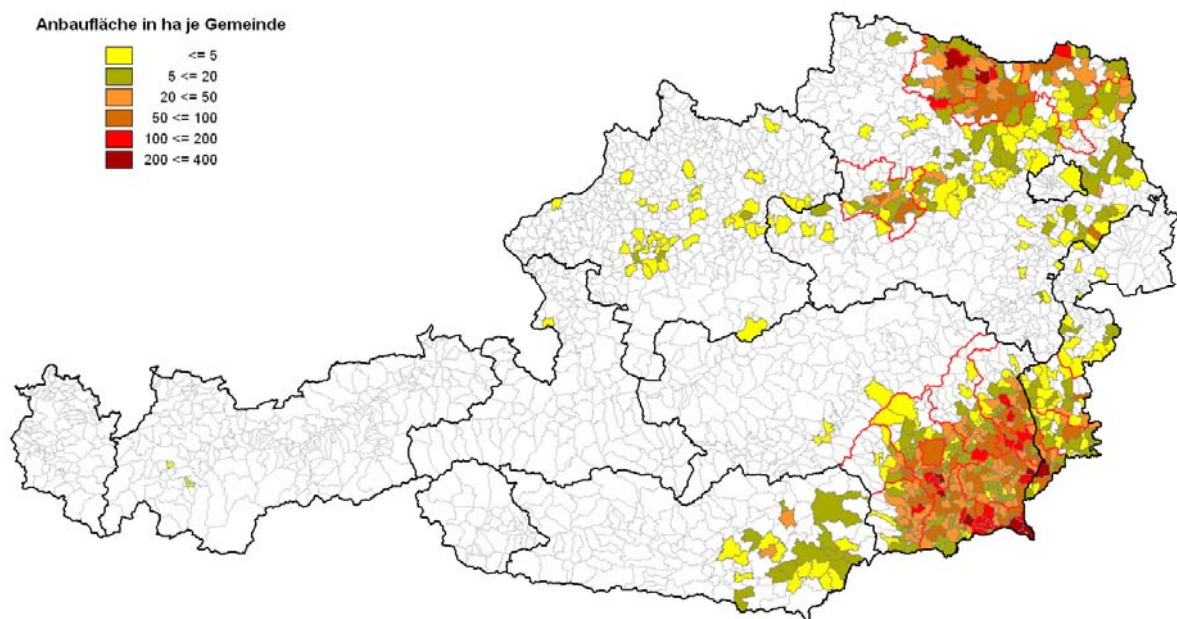 Anbaufläche in ha je Gemeinde
<= 5
5 <= 20
20 <= 50
50 <= 100
100 <= 200
200 <= 400